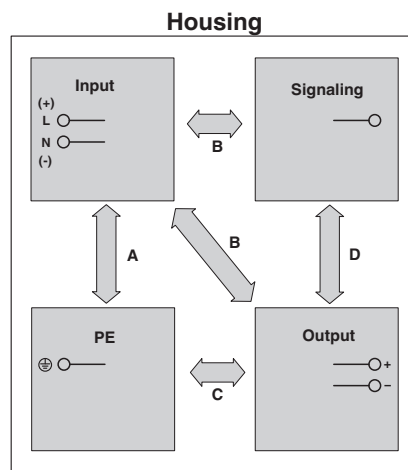 Housing
Input
(+)
L
N
(-)
Signaling
B
B
A
D
PE
Output
+
–
C